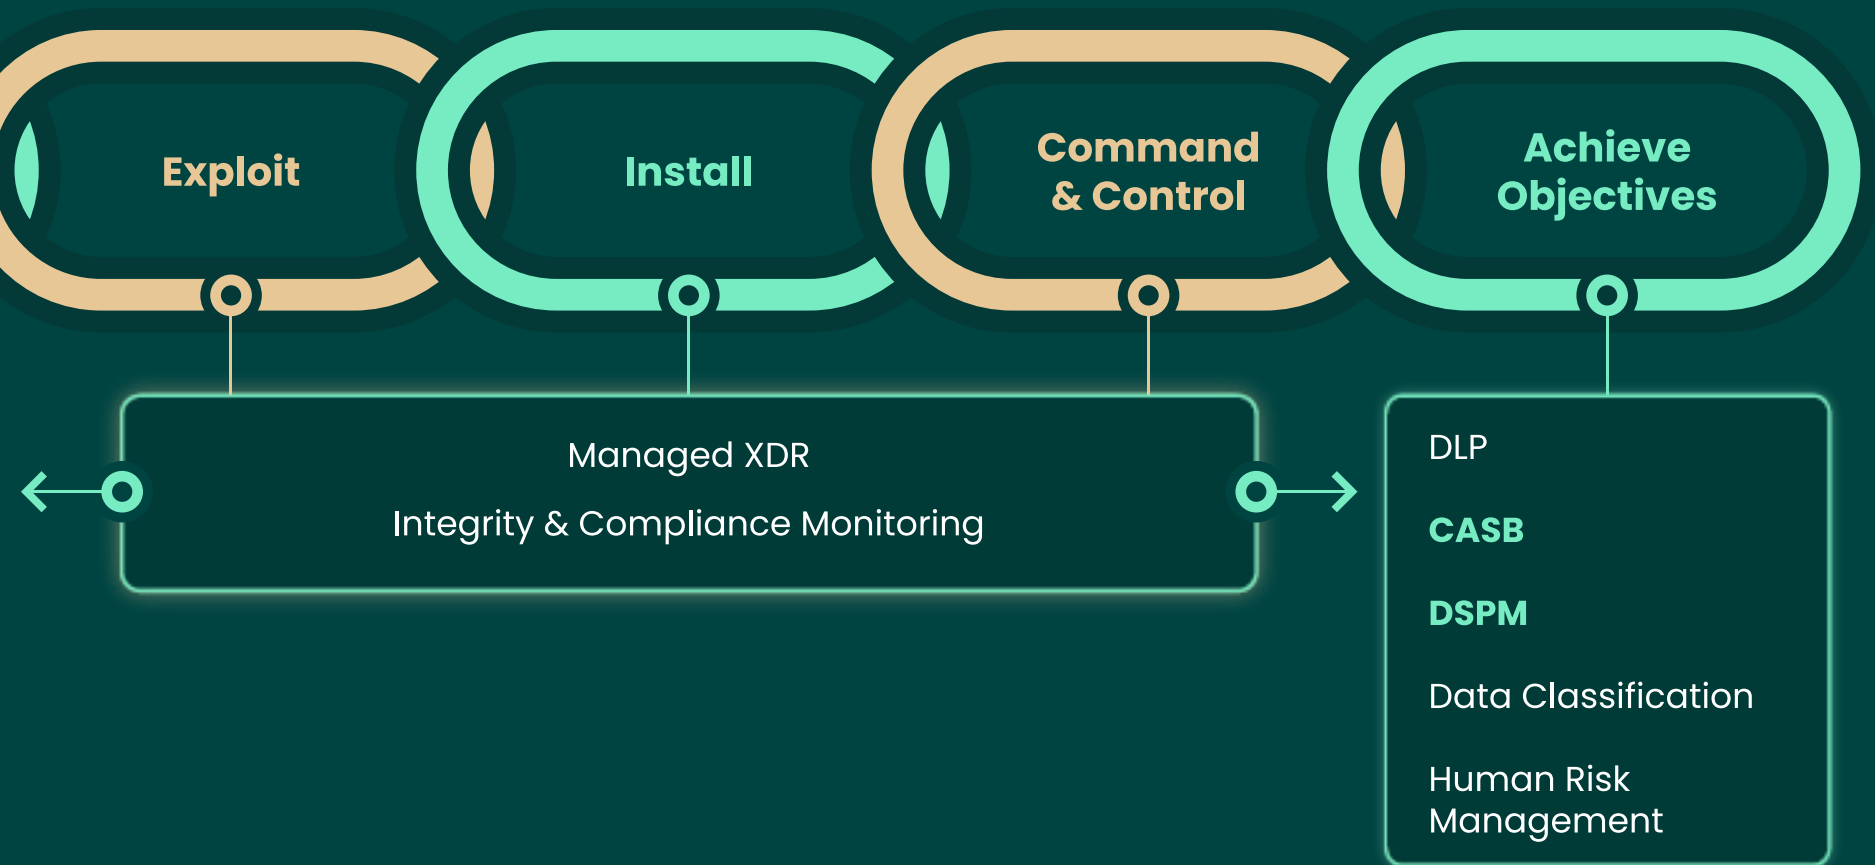 Exploit
Install
Command
& Control
Achieve
Objectives
Managed XDR
Integrity & Compliance Monitoring
DLP
CASB
DSPM
Data Classification
Human Risk
Management